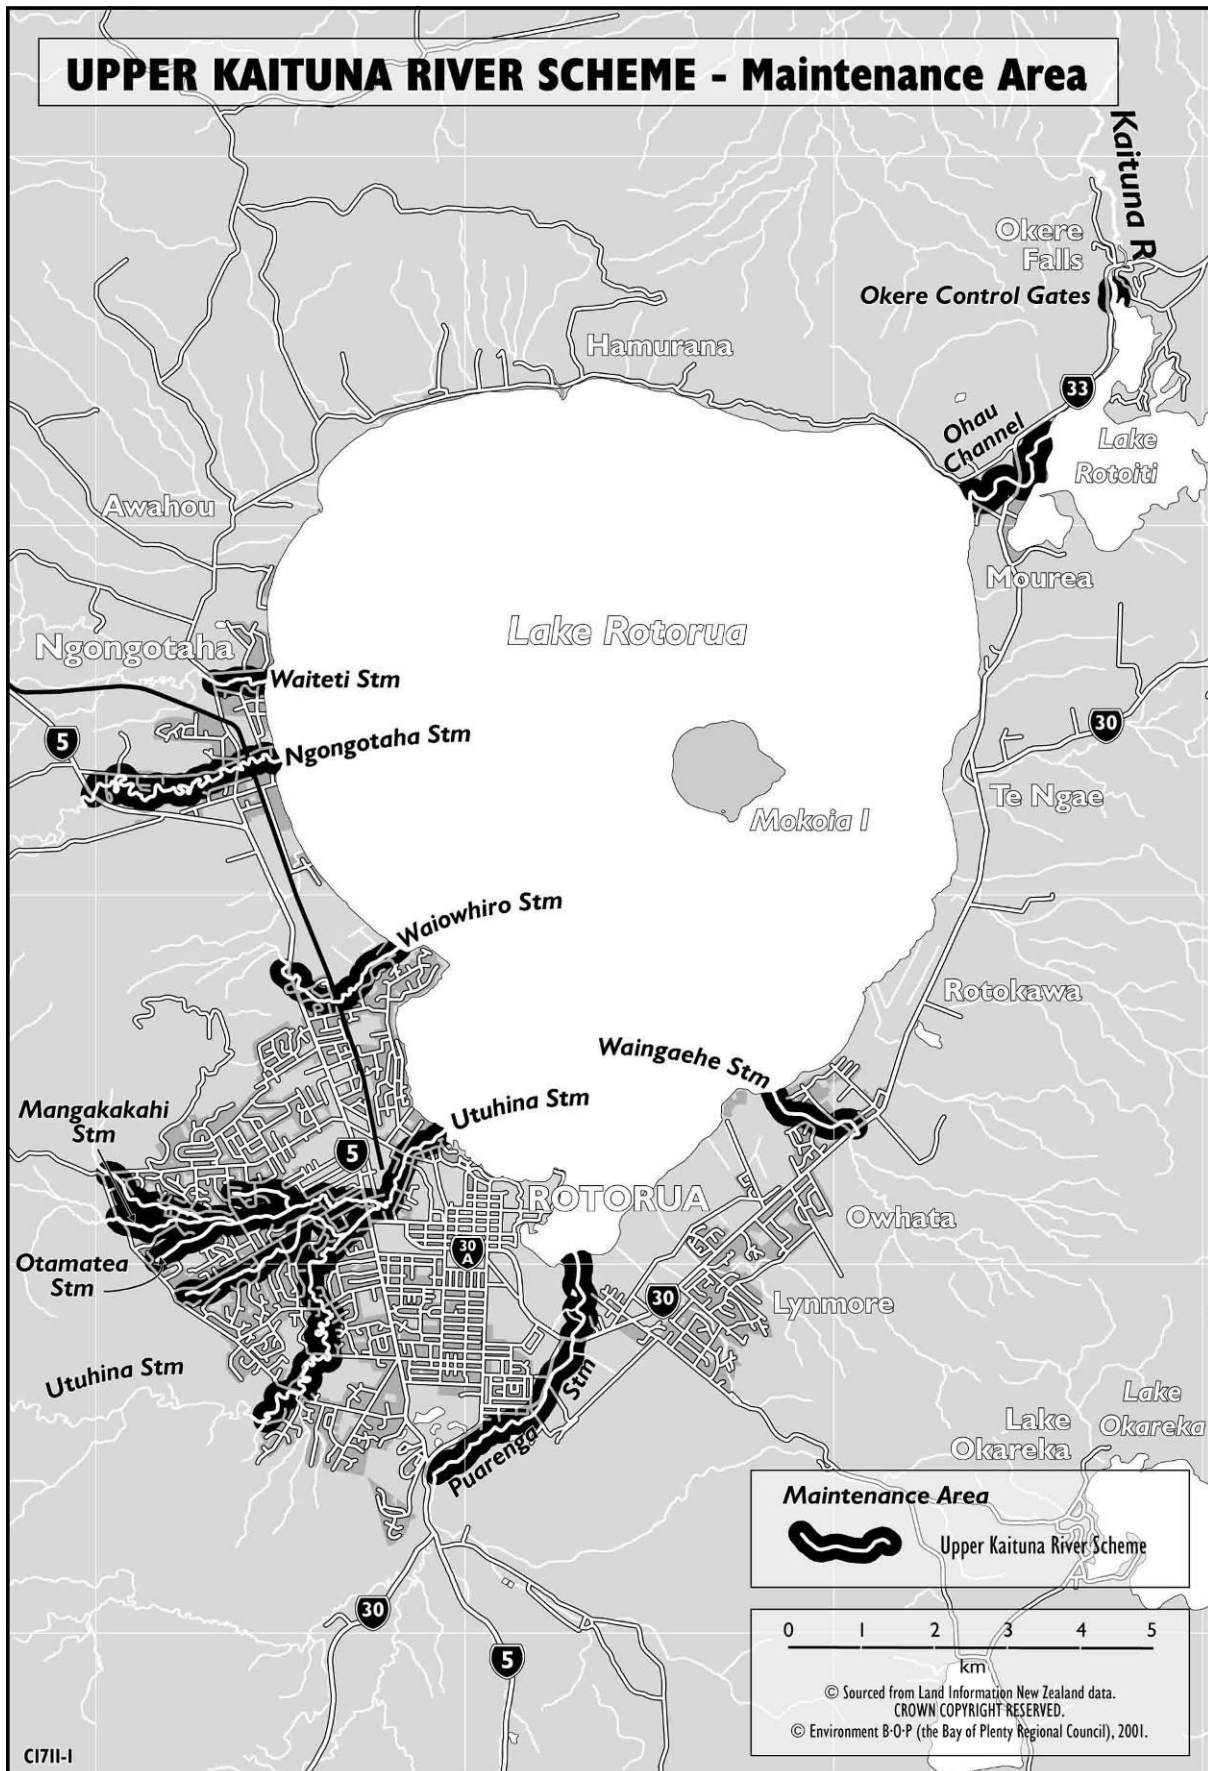 UPPER KAITUNA RIVER SCHEME - Maintenance Area
Kaituna R
Okere
Falls
Okere Control Gates
Hamurana
33
Ohau
Channel
Lake
Rotoiti
Awahou
Mourea
Lake Rotorua
Ngongotaha
Waiteti Stm
5
Ngongotaha Stm
30
Te Ngae
Mokoia I
Waiowhiro Stm
Rotokawa
Waingaehe Stm
Mangakakahi
Stm
Utuhina Stm
5
ROTORUA
Owhata
30
A
Otamatea
Stm
30
Lynmore
Utuhina Stm
Puarenga Stm
Lake
Okareka
Lake
Okareka
Maintenance Area
Upper Kaituna River Scheme
30
5
0 1 2 3 4 5
km
© Sourced from Land Information New Zealand data.
CROWN COPYRIGHT RESERVED.
© Environment B·O·P (the Bay of Plenty Regional Council), 2001.
C1711-1